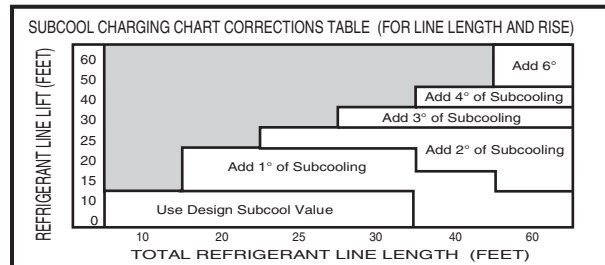 SUBCOOL CHARGING CHART CORRECTIONS TABLE (FOR LINE LENGTH AND RISE)
REFRIGERANT LINE LIFT (FEET)
60
50
40
30
25
20
15
10
0
Add 6°
Add 4° of Subcooling
Add 3° of Subcooling
Add 2° of Subcooling
Add 1° of Subcooling
Use Design Subcool Value
10 20 25 30 40 60
TOTAL REFRIGERANT LINE LENGTH (FEET)